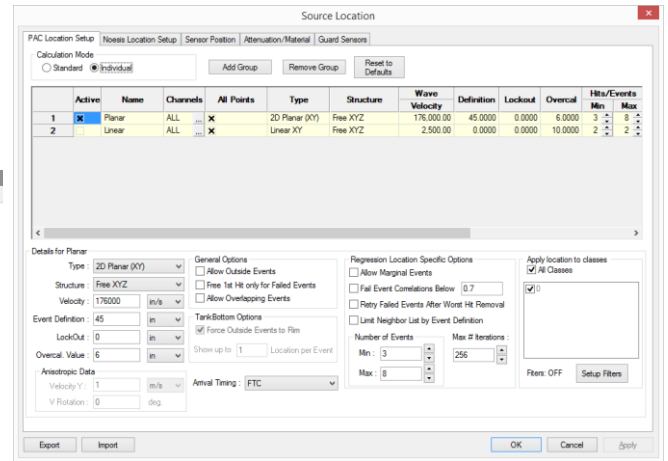 Source Location
PAC Location Setup Noesis Location Setup Sensor Position Attenuation/Material Guard Sensors
Calculation Mode
Standard Individual
Add Group Remove Group Reset to Defaults
Active Name Channels All Points Type Structure Wave Velocity Definition Lockout Overcal Hits/Events Min Max
1 Planar ALL ... 2D Planar (XY) Free XYZ 176,000.00 45.0000 0.0000 6.0000 3 8
2 Linear ALL ... Linear XY Free XYZ 2,500.00 0.0000 0.0000 10.0000 2 2
Details for Planar
Type : 2D Planar (XY)
Structure : Free XYZ
Velocity : 176000 in/s
Event Definition : 45 in
LockOut : 0 in
Overcal. Value : 6 in
Anisotropic Data
Velocity Y : 1 m/s
V Rotation : 0 deg.
General Options
Allow Outside Events
Free 1st Hit only for Failed Events
Allow Overlapping Events
TankBottom Options
Force Outside Events to Rim
Show up to 1 Location per Event
Arrival Timing : FTC
Regression Location Specific Options
Allow Marginal Events
Fail Event Correlations Below 0.7
Retry Failed Events After Worst Hit Removal
Limit Neighbor List by Event Definition
Number of Events
Min : 3
Max : 8
Max # Iterations :
256
Apply location to classes
All Classes
0
Filters: OFF Setup Filters
Export Import OK Cancel Apply